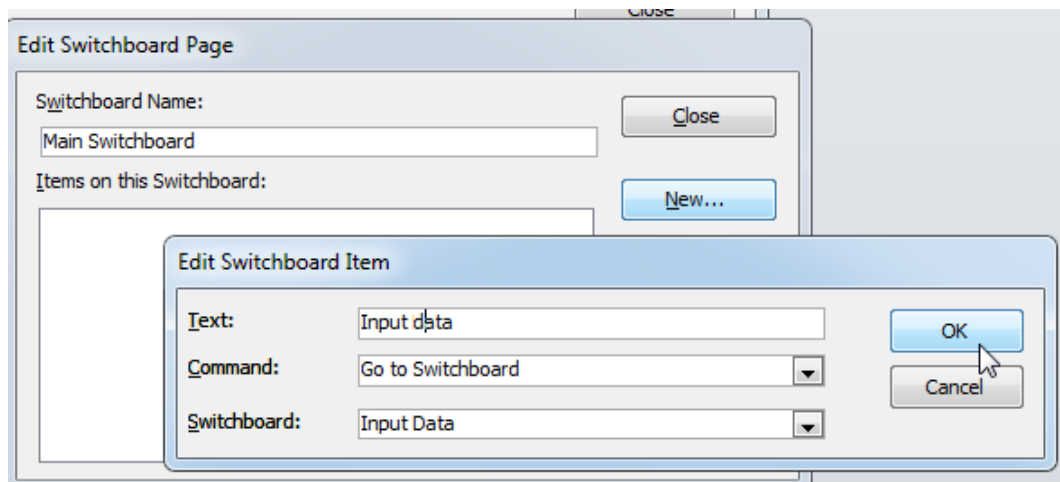 Close
Edit Switchboard Page
Switchboard Name:
Close
Main Switchboard
Items on this Switchboard:
New...
Edit Switchboard Item
Text:
Input data
OK
Command:
Go to Switchboard
Cancel
Switchboard:
Input Data